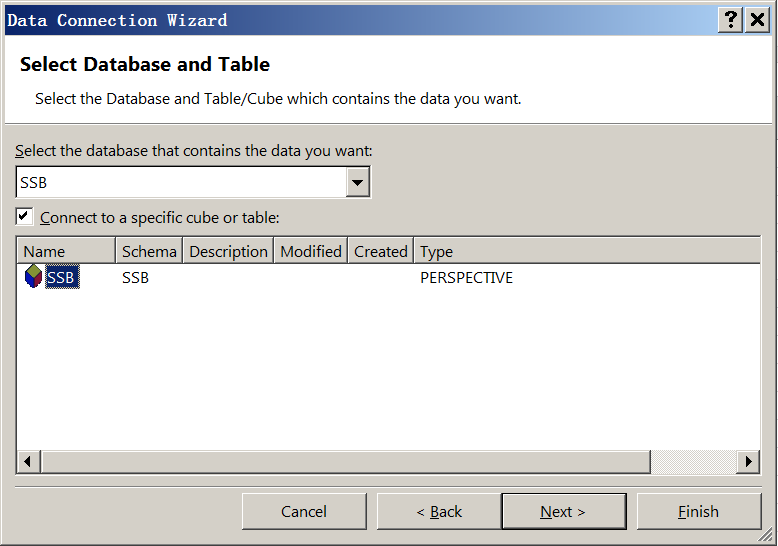 Data Connection Wizard
Select Database and Table
Select the Database and Table/Cube which contains the data you want.
Select the database that contains the data you want:
SSB
Connect to a specific cube or table:
Name Schema Description Modified Created Type
SSB SSB PERSPECTIVE
Cancel < Back Next > Finish